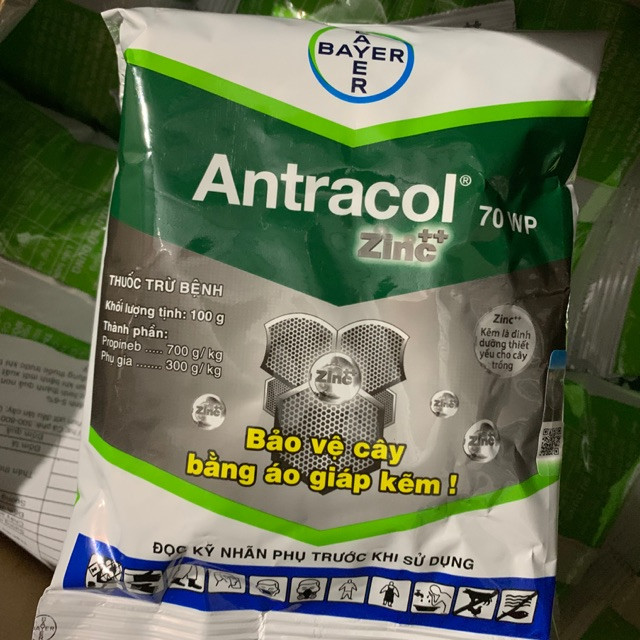 BAYER
BAYER
Antracol® 70 WP
Zinc++
THUỐC TRỪ BỆNH
Khối lượng tịnh: 100 g
Thành phần:
Propineb ..... 700 g/ kg
Phụ gia ....... 300 g/ kg
Zinc++
Kẽm là dinh
dưỡng thiết
yếu cho cây
trồng
zinc
zinc
zinc
zinc
Bảo vệ cây
bằng áo giáp kẽm !
ĐỌC KỸ NHÃN PHỤ TRƯỚC KHI SỬ DỤNG